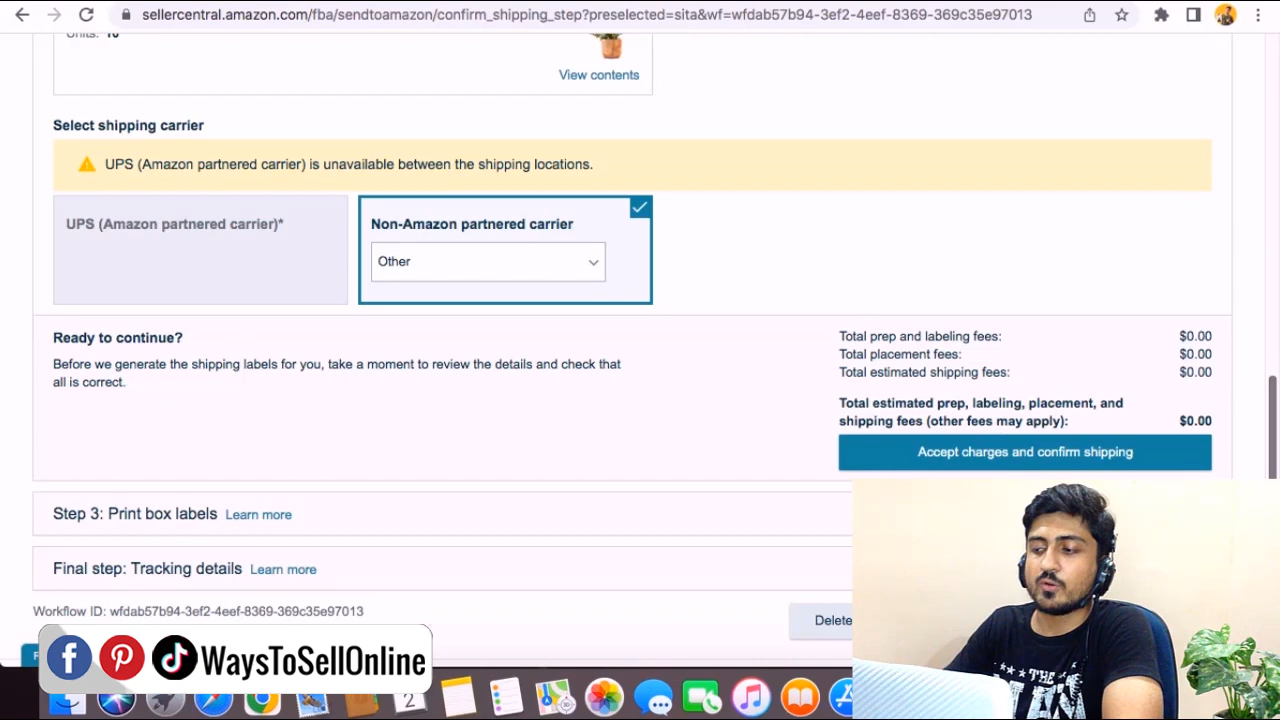 sellercentral.amazon.com/fba/sendtoamazon/confirm_shipping_step?preselected=sita&wf=wfdab57b94-3ef2-4eef-8369-369c35e97013
Units: 10
View contents
Select shipping carrier
UPS (Amazon partnered carrier) is unavailable between the shipping locations.
UPS (Amazon partnered carrier)*
Non-Amazon partnered carrier
Other
Ready to continue?
Before we generate the shipping labels for you, take a moment to review the details and check that
all is correct.
Total prep and labeling fees: $0.00
Total placement fees: $0.00
Total estimated shipping fees: $0.00
Total estimated prep, labeling, placement, and
shipping fees (other fees may apply): $0.00
Accept charges and confirm shipping
Step 3: Print box labels Learn more
Final step: Tracking details Learn more
Workflow ID: wfdab57b94-3ef2-4eef-8369-369c35e97013
Delete
WaysToSellOnline
2
THE